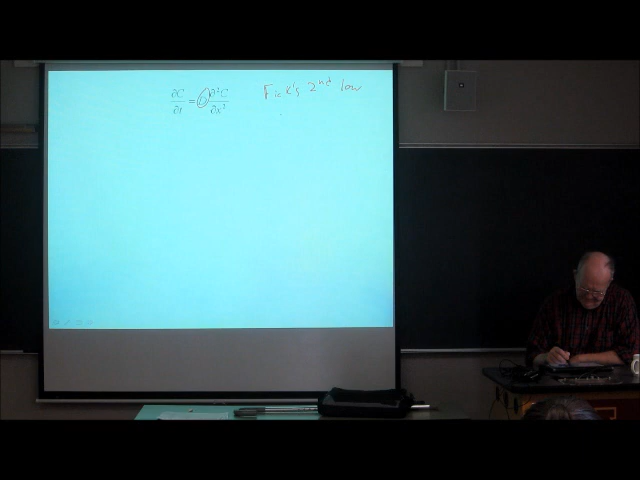 ∂C/∂t = D ∂²C/∂x² Fick's 2nd law